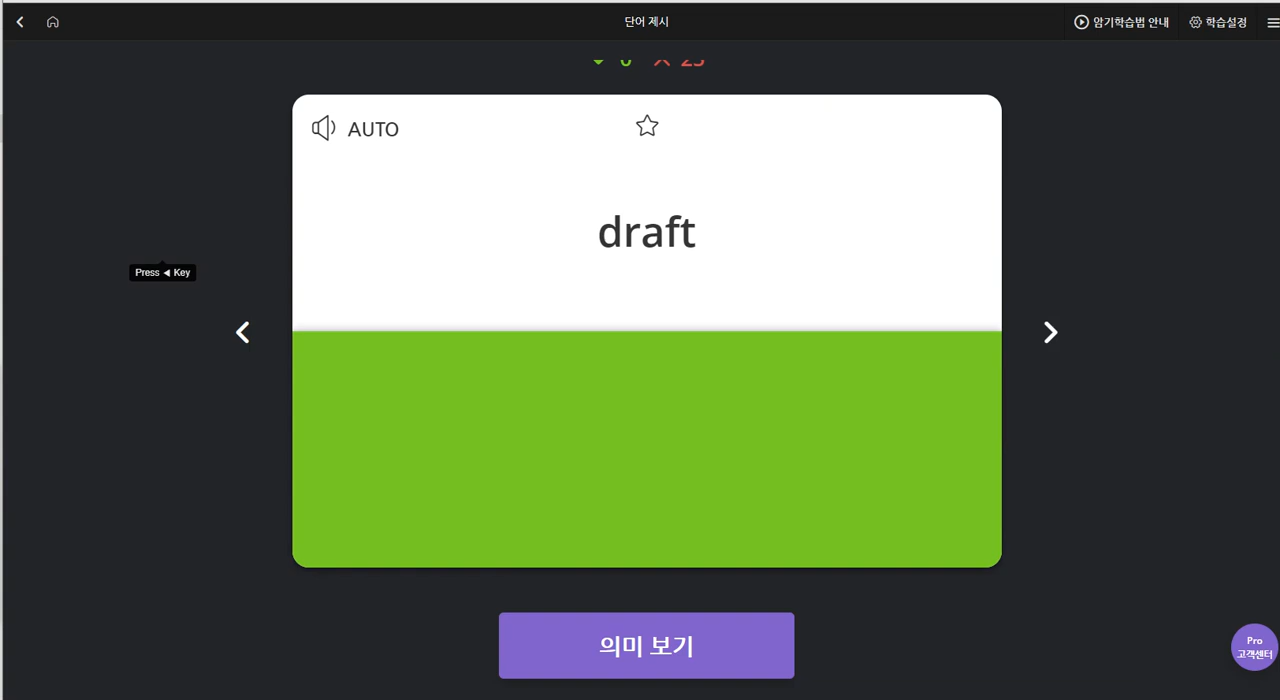 단어 제시
암기학습법 안내
학습설정
AUTO
draft
Press ◀ Key
의미 보기
Pro
고객센터